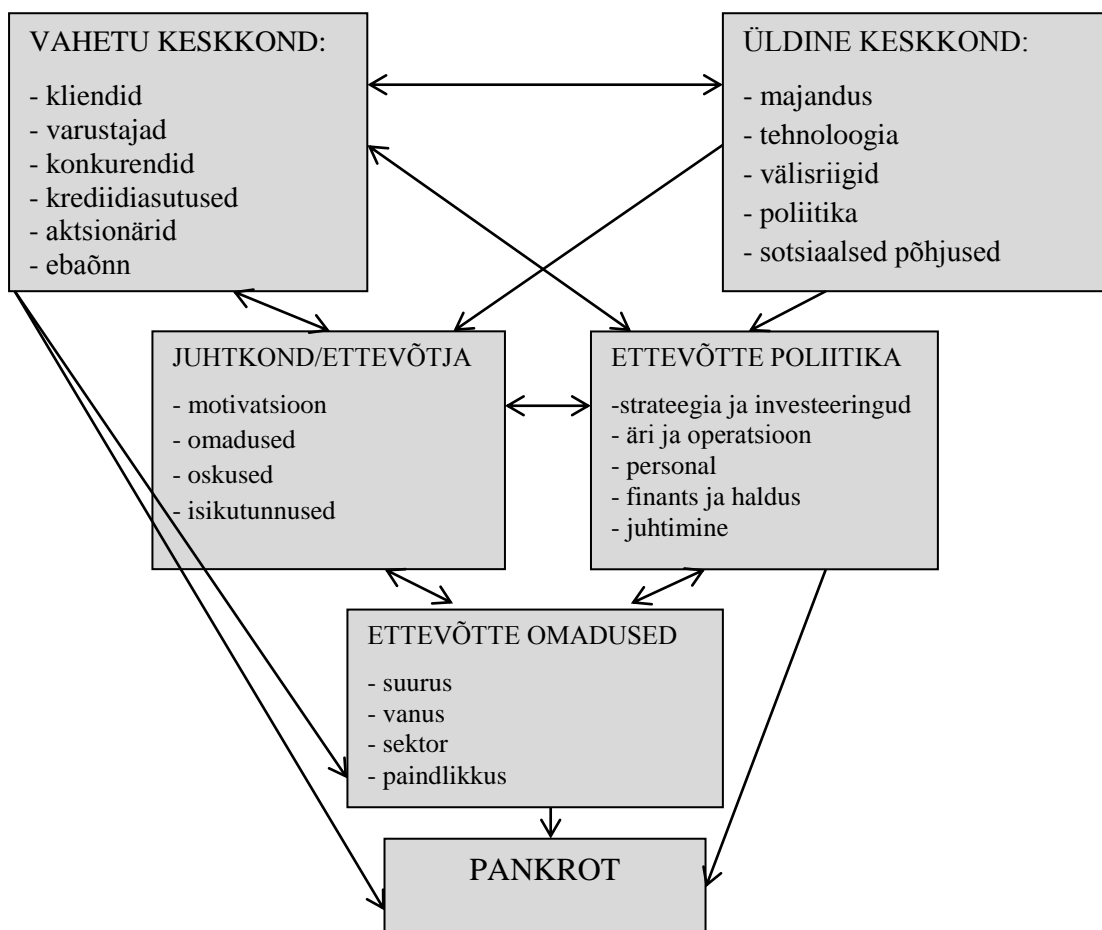 VAHETU KESKKOND:
- kliendid
- varustajad
- konkurendid
- krediidiasutused
- aktsionärid
- ebaõnn
ÜLDINE KESKKOND:
- majandus
- tehnoloogia
- välisriigid
- poliitika
- sotsiaalsed põhjused
JUHTKOND/ETTEVÕTJA
- motivatsioon
- omadused
- oskused
- isikutunnused
ETTEVÕTTE POLIITIKA
-strateegia ja investeeringud
- äri ja operatsioon
- personal
- finants ja haldus
- juhtimine
ETTEVÕTTE OMADUSED
- suurus
- vanus
- sektor
- paindlikkus
PANKROT